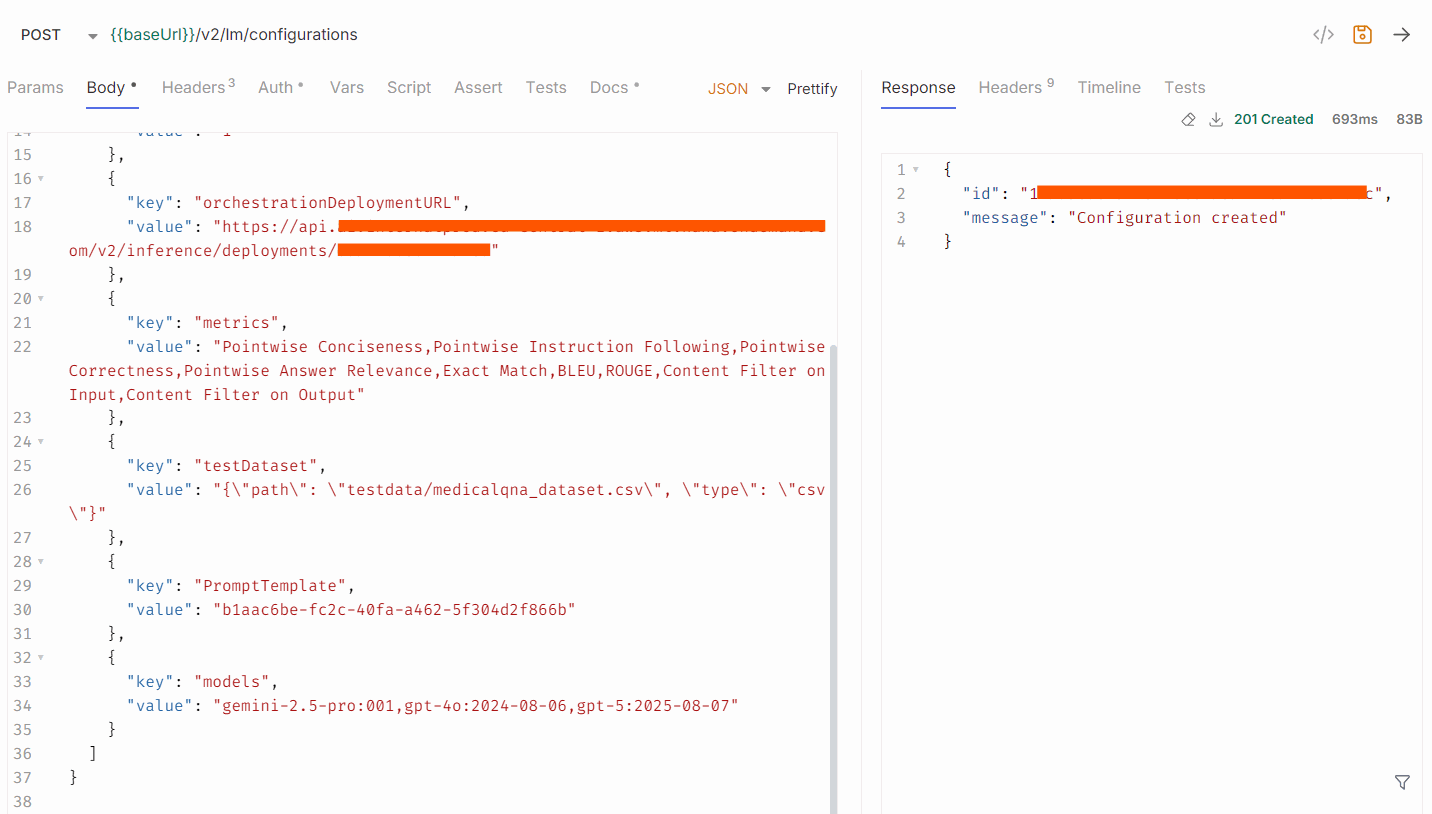 POST {{baseUrl}}/v2/lm/configurations
Params Body Headers 3 Auth Vars Script Assert Tests Docs JSON Prettify
Response Headers 9 Timeline Tests
201 Created 693ms 83B
14 "value": "1
15 },
16 {
17 "key": "orchestrationDeploymentURL",
18 "value": "https://api.
om/v2/inference/deployments/ "
19 },
20 {
21 "key": "metrics",
22 "value": "Pointwise Conciseness,Pointwise Instruction Following,Pointwise
Correctness,Pointwise Answer Relevance,Exact Match,BLEU,ROUGE,Content Filter on
Input,Content Filter on Output"
23 },
24 {
25 "key": "testDataset",
26 "value": "{\"path\": \"testdata/medicalqna_dataset.csv\", \"type\": \"csv
\"}"
27 },
28 {
29 "key": "PromptTemplate",
30 "value": "b1aac6be-fc2c-40fa-a462-5f304d2f866b"
31 },
32 {
33 "key": "models",
34 "value": "gemini-2.5-pro:001,gpt-4o:2024-08-06,gpt-5:2025-08-07"
35 }
36 ]
37 }
38
1 {
2 "id": "1 c",
3 "message": "Configuration created"
4 }